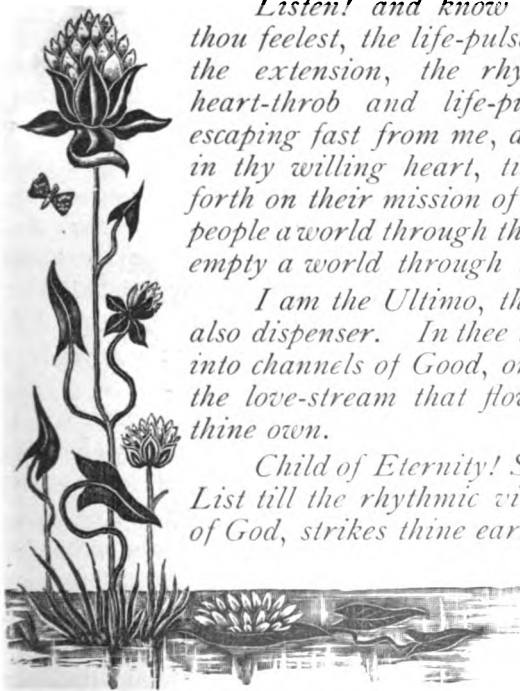 Listen! and know
thou feelest, the life-puls
the extension, the rhy
heart-throb and life-pu
escaping fast from me, a
in thy willing heart, ti
forth on their mission of
people a world through th
empty a world through
I am the Ultimo, th
also dispenser. In thee
into channels of Good, or
the love-stream that flow
thine own.
Child of Eternity! S
List till the rhythmic vi
of God, strikes thine ear